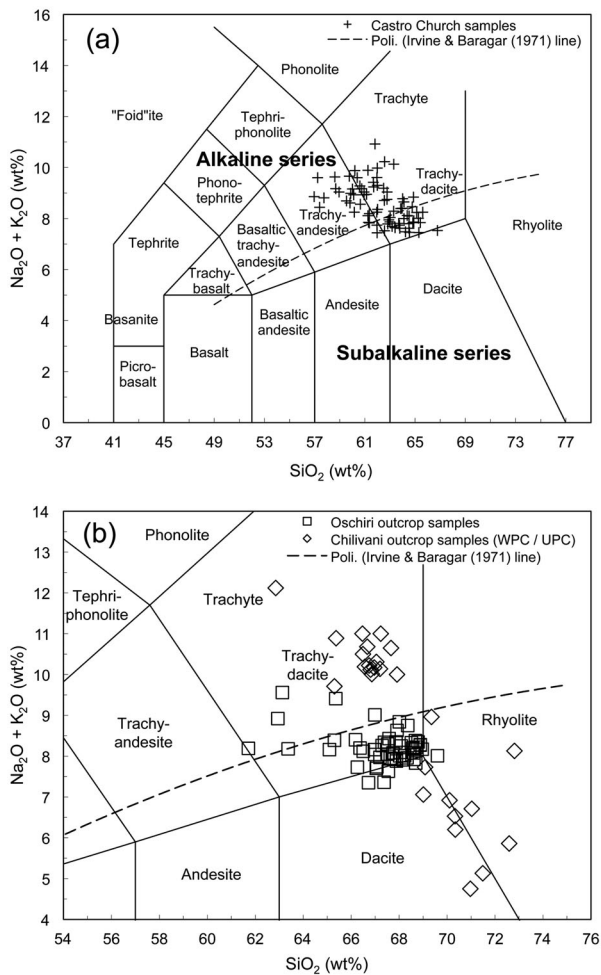 (a)
Castro Church samples
Poli. (Irvine & Baragar (1971) line)
Phonolite
Trachyte
"Foid"ite
Tephri-
phonolite
Alkaline series
Trachy-
dacite
Phono-
tephrite
Trachy-
andesite
Rhyolite
Tephrite
Basaltic
trachy-
andesite
Trachy-
basalt
Basanite
Basaltic
andesite
Andesite
Dacite
Picro-
basalt
Basalt
Subalkaline series
16
14
12
10
8
6
4
2
0
Na2O + K2O (wt%)
37 41 45 49 53 57 61 65 69 73 77
SiO2 (wt%)
(b)
Oschiri outcrop samples
Chilivani outcrop samples (WPC / UPC)
Poli. (Irvine & Baragar (1971) line)
Phonolite
Tephri-
phonolite
Trachyte
Trachy-
dacite
Trachy-
andesite
Rhyolite
Andesite
Dacite
14
13
12
11
10
9
8
7
6
5
4
Na2O + K2O (wt%)
54 56 58 60 62 64 66 68 70 72 74 76
SiO2 (wt%)